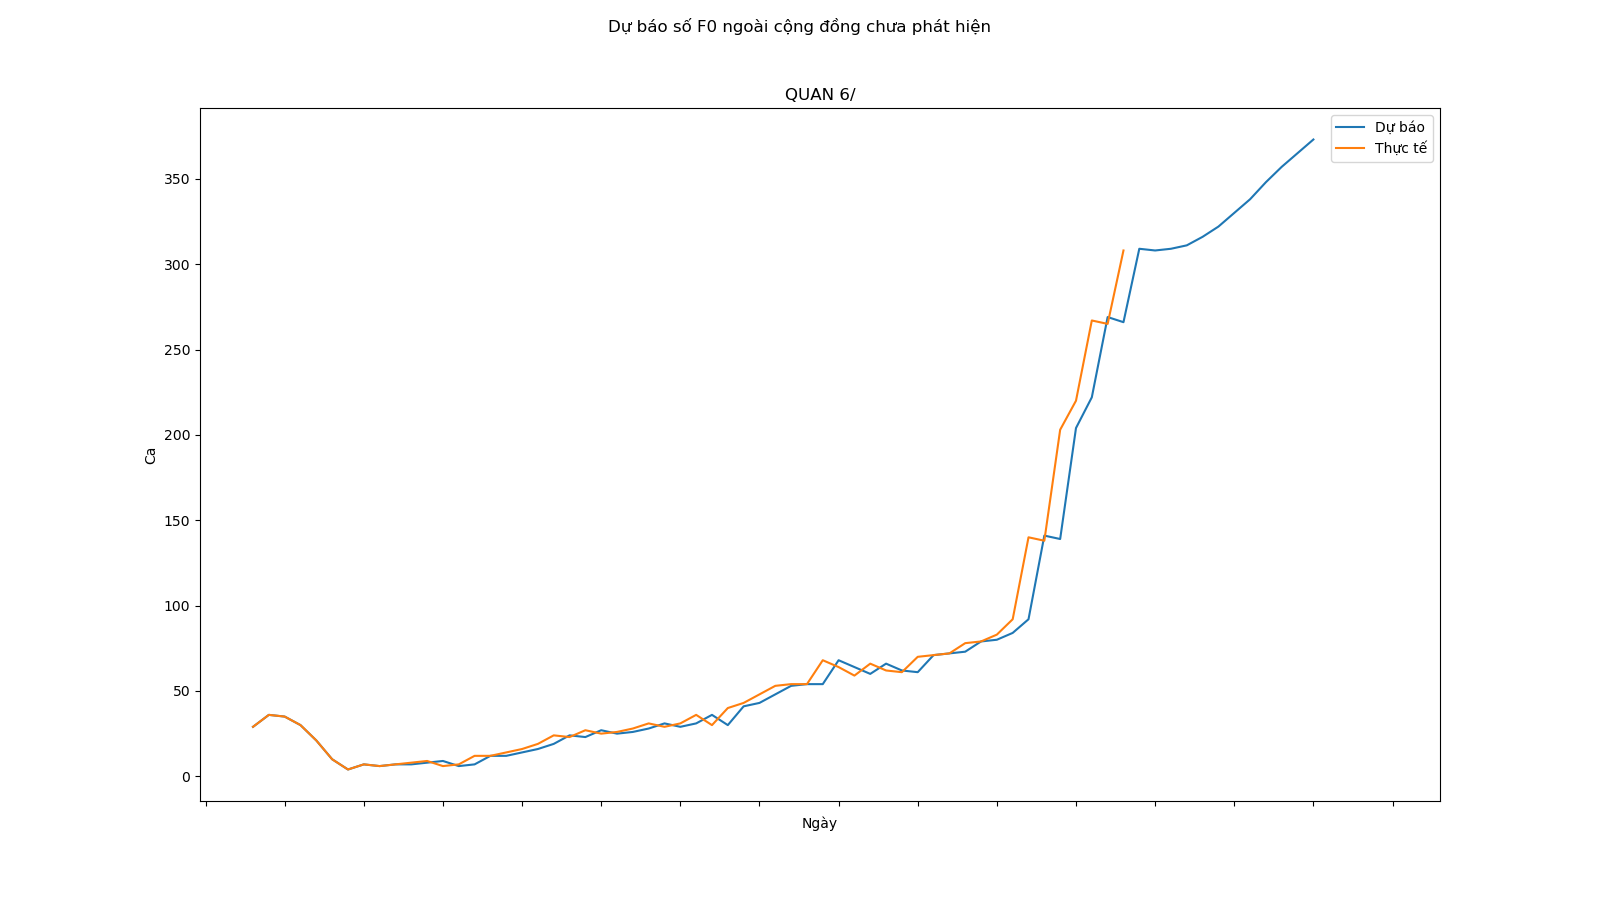 Dự báo số F0 ngoài cộng đồng chưa phát hiện
QUAN 6/
Dự báo
Thực tế
350
300
250
200
150
100
50
0
Ca
Ngày